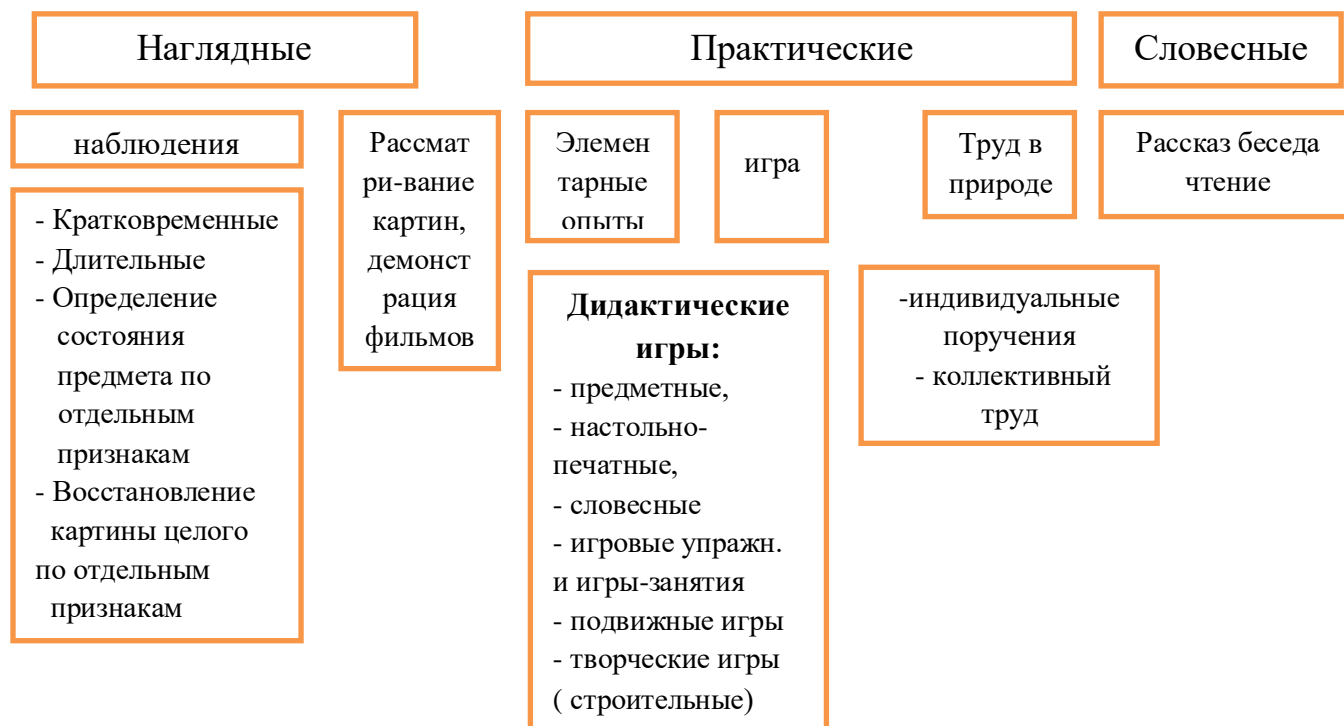 Наглядные
Практические
Словесные
наблюдения
- Кратковременные
- Длительные
- Определение
состояния
предмета по
отдельным
признакам
- Восстановление
картины целого
по отдельным
признакам
Рассмат
ри-вание
картин,
демонст
рация
фильмов
Элемен
тарные
опыты
игра
Дидактические
игры:
- предметные,
- настольно-
печатные,
- словесные
- игровые упражн.
и игры-занятия
- подвижные игры
- творческие игры
( строительные)
Труд в
природе
-индивидуальные
поручения
- коллективный
труд
Рассказ беседа
чтение